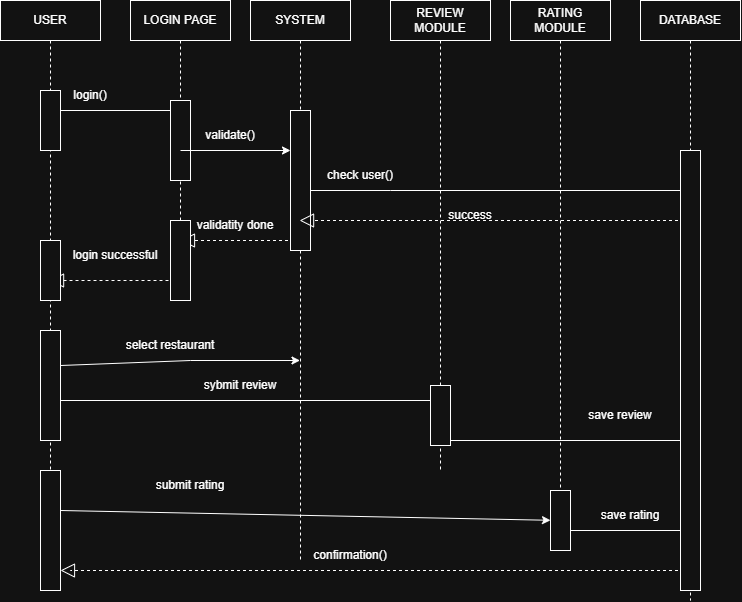 USER
LOGIN PAGE
SYSTEM
REVIEW
MODULE
RATING
MODULE
DATABASE
login()
validate()
check user()
success
validatity done
login successful
select restaurant
sybmit review
save review
submit rating
save rating
confirmation()